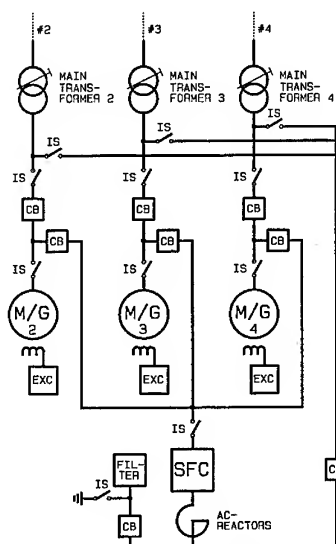 #2
#3
#4
MAIN
TRANS-
FORMER 2
MAIN
TRANS-
FORMER 3
MAIN
TRANS-
FORMER 4
IS
IS
IS
IS
IS
IS
CB
CB
CB
CB
CB
CB
IS
IS
IS
M/G
2
M/G
3
M/G
4
EXC
EXC
EXC
IS
FIL-
TER
SFC
IS
CB
AC-
REACTORS